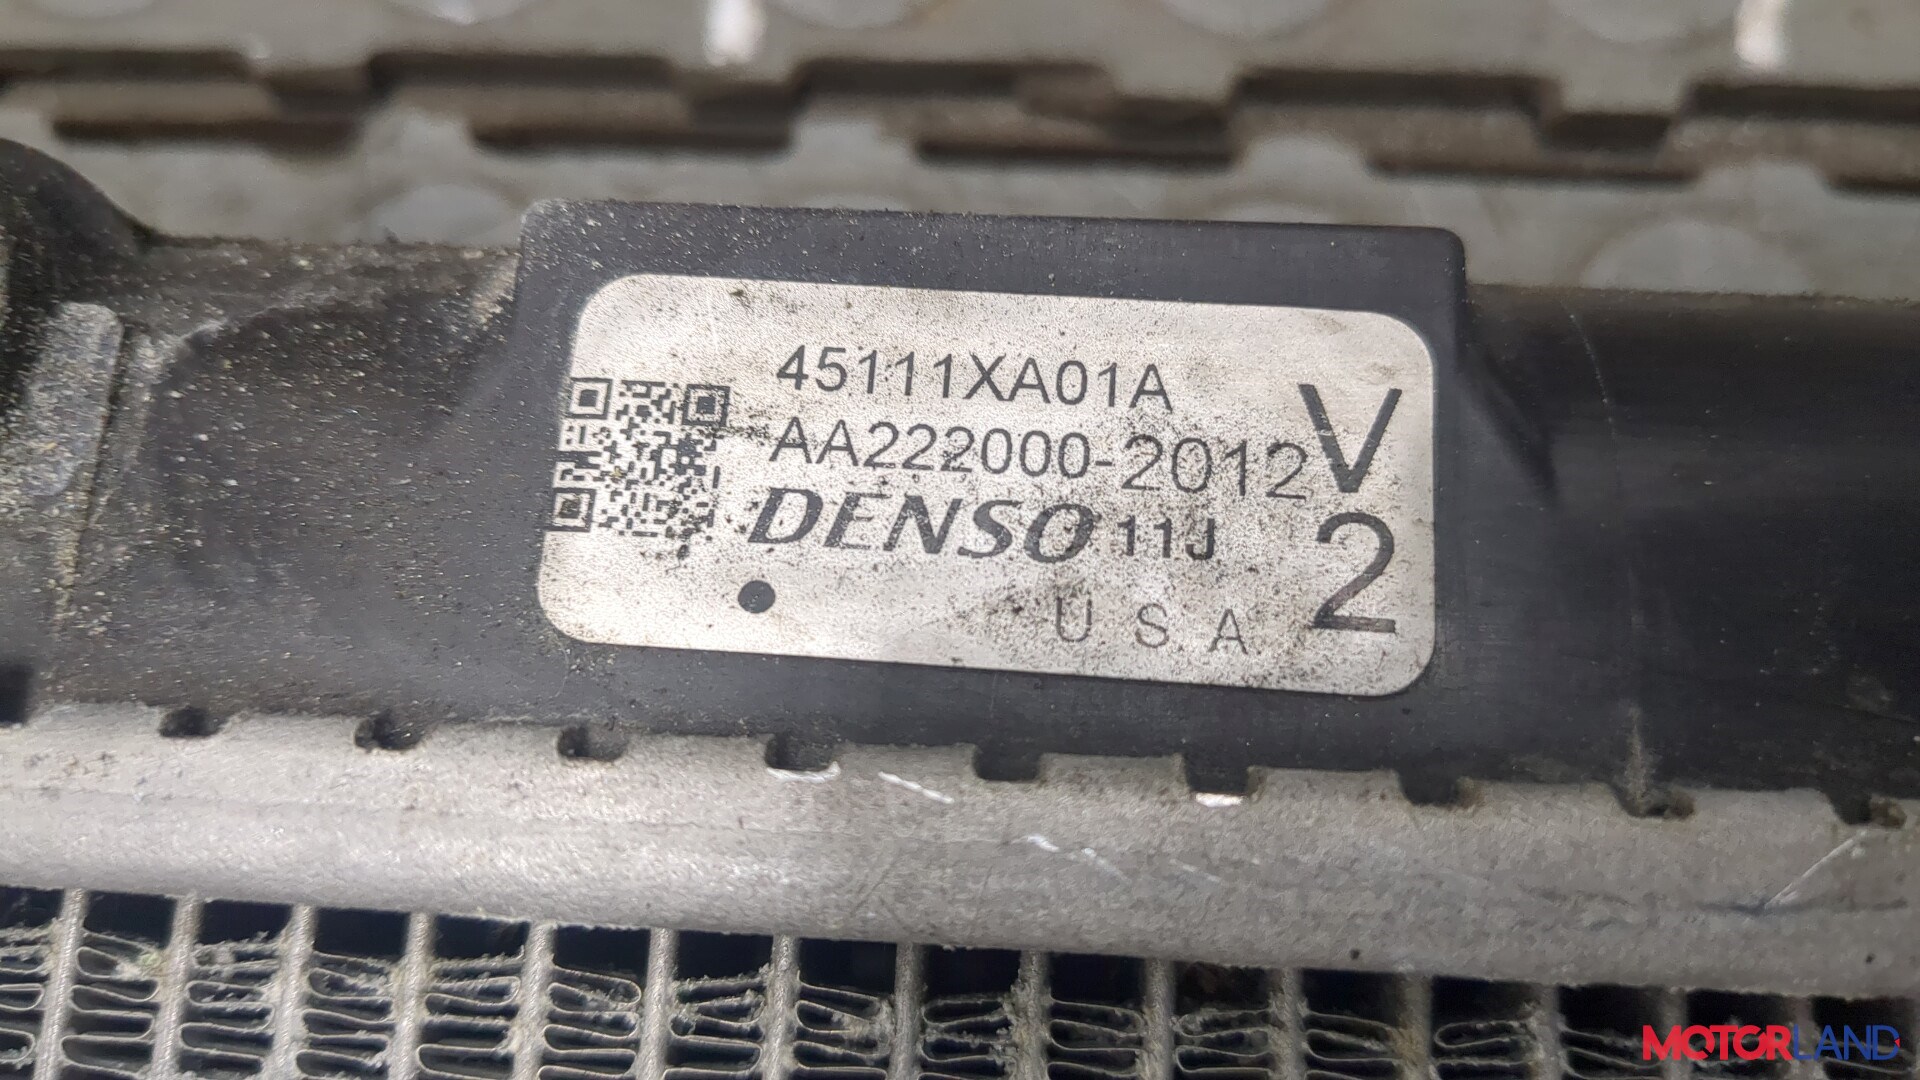 45111XA01A
AA222000-2012
DENSO 11J
V
2
U S A
MOTORLAND